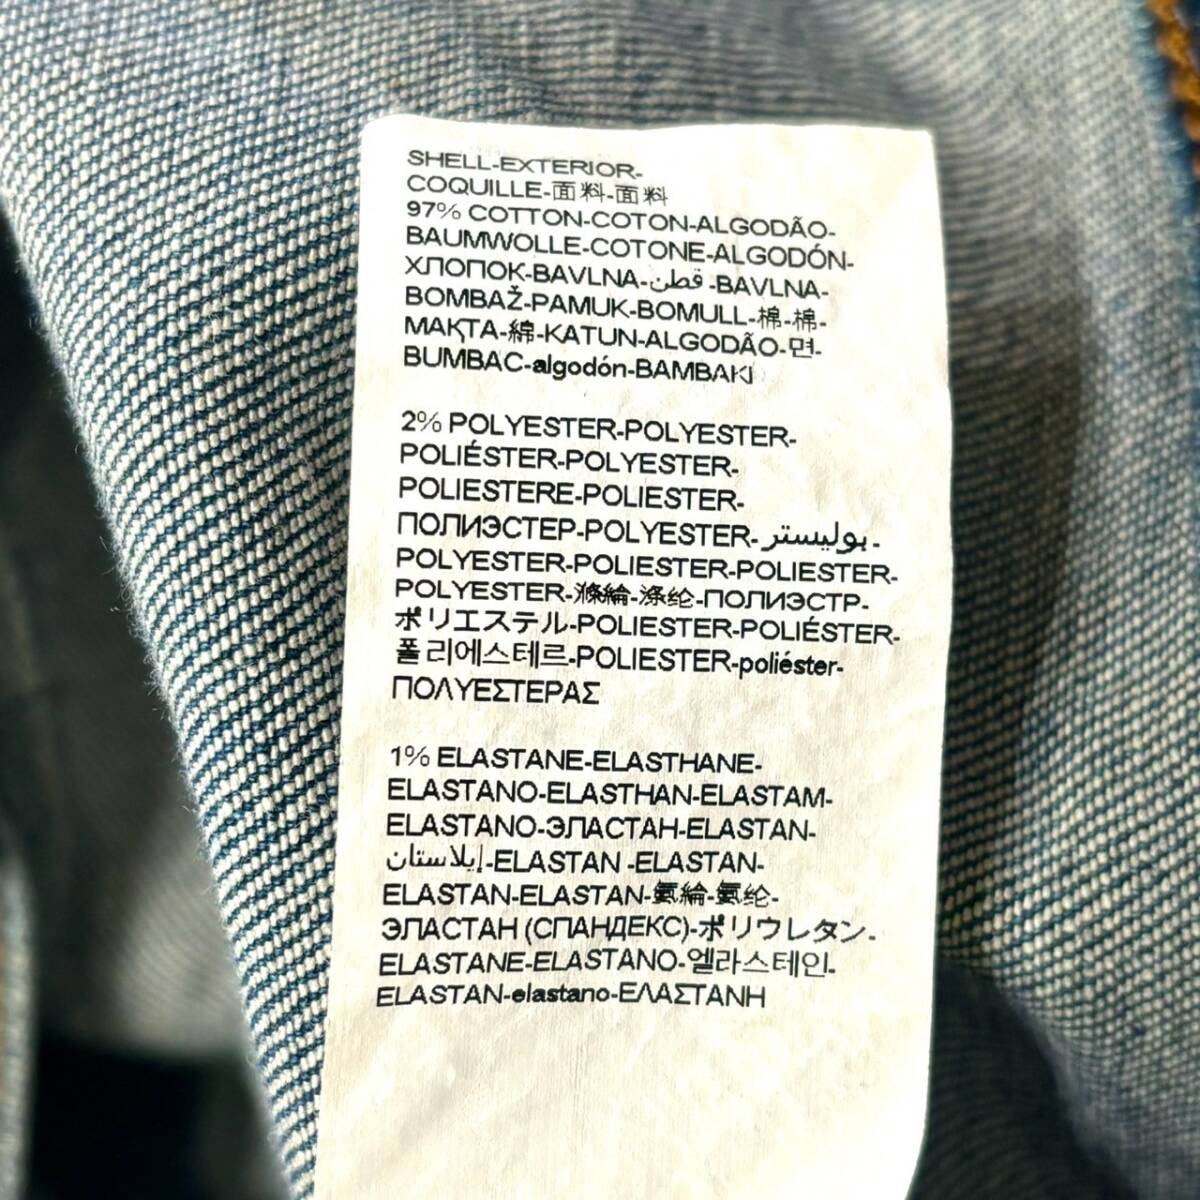 SHELL-EXTERIOR-
COQUILLE-面料-面料
97% COTTON-COTON-ALGODÃO-
BAUMWOLLE-COTONE-ALGODÓN-
ХЛОПОК-BAVLNA-قطن-BAVLNA-
BOMBAŽ-PAMUK-BOMULL-棉-棉-
МАҚТА-綿-KATUN-ALGODÃO-면-
BUMBAC-algodón-BAMBAKI
2% POLYESTER-POLYESTER-
POLIÉSTER-POLYESTER-
POLIESTERE-POLIESTER-
ПОЛИЭСТЕР-POLYESTER-بوليستر-
POLYESTER-POLIESTER-POLIESTER-
POLYESTER-滌綸-涤纶-ПОЛИЭСТР-
ポリエステル-POLIESTER-POLIÉSTER-
폴리에스테르-POLIESTER-poliéster-
ΠΟΛΥΕΣΤΕΡΑΣ
1% ELASTANE-ELASTHANNE-
ELASTANO-ELASTHAN-ELASTAM-
ELASTANO-ЭЛАСТАН-ELASTAN-
إيلاستان-ELASTAN -ELASTAN-
ELASTAN-ELASTAN-氨綸-氨纶-
ЭЛАСТАН (СПАНДЕКС)-ポリウレタン-
ELASTANE-ELASTANO-엘라스테인-
ELASTAN-elastano-ΕΛΑΣΤΑΝΗ